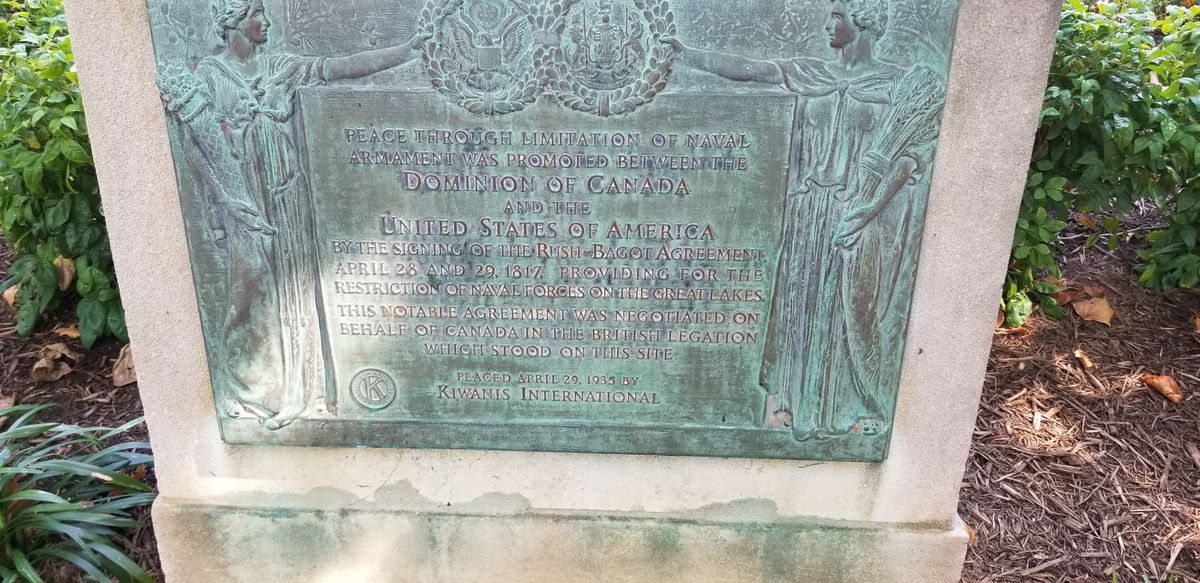 PEACE THROUGH LIMITATION OF NAVAL
ARMAMENT WAS PROMOTED BETWEEN THE
DOMINION OF CANADA
AND THE
UNITED STATES OF AMERICA
BY THE SIGNING OF THE RUSH-BAGOT AGREEMENT,
APRIL 28 AND 29, 1817, PROVIDING FOR THE
RESTRICTION OF NAVAL FORCES ON THE GREAT LAKES.
THIS NOTABLE AGREEMENT WAS NEGOTIATED ON
BEHALF OF CANADA IN THE BRITISH LEGATION
WHICH STOOD ON THIS SITE
PLACED APRIL 29, 1935 BY
KIWANIS INTERNATIONAL
K